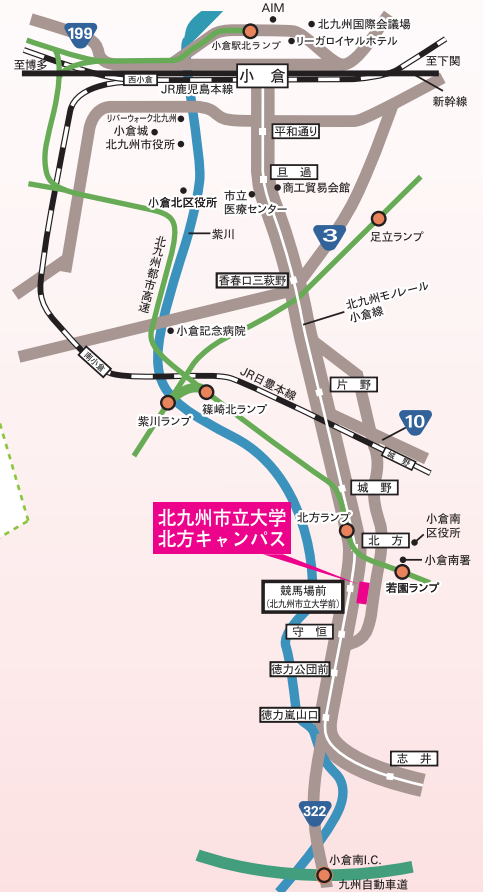 AIM
北九州国際会議場
199
小倉駅北ランプ
リーガロイヤルホテル
至博多
至下関
西小倉
小倉
JR鹿児島本線
新幹線
リバーウォーク北九州
小倉城
北九州市役所
平和通り
旦過
商工貿易会館
小倉北区役所
市立
医療センター
紫川
3
足立ランプ
北九州都市高速
香春口三萩野
北九州モノレール
小倉線
小倉記念病院
南小倉
JR日豊本線
片野
紫川ランプ
篠崎北ランプ
10
城野
城野
北九州市立大学
北方キャンパス
北方ランプ
北方
小倉南
区役所
小倉南署
競馬場前
(北九州市立大学前)
若園ランプ
守恒
徳力公団前
徳力嵐山口
志井
322
小倉南I.C.
九州自動車道